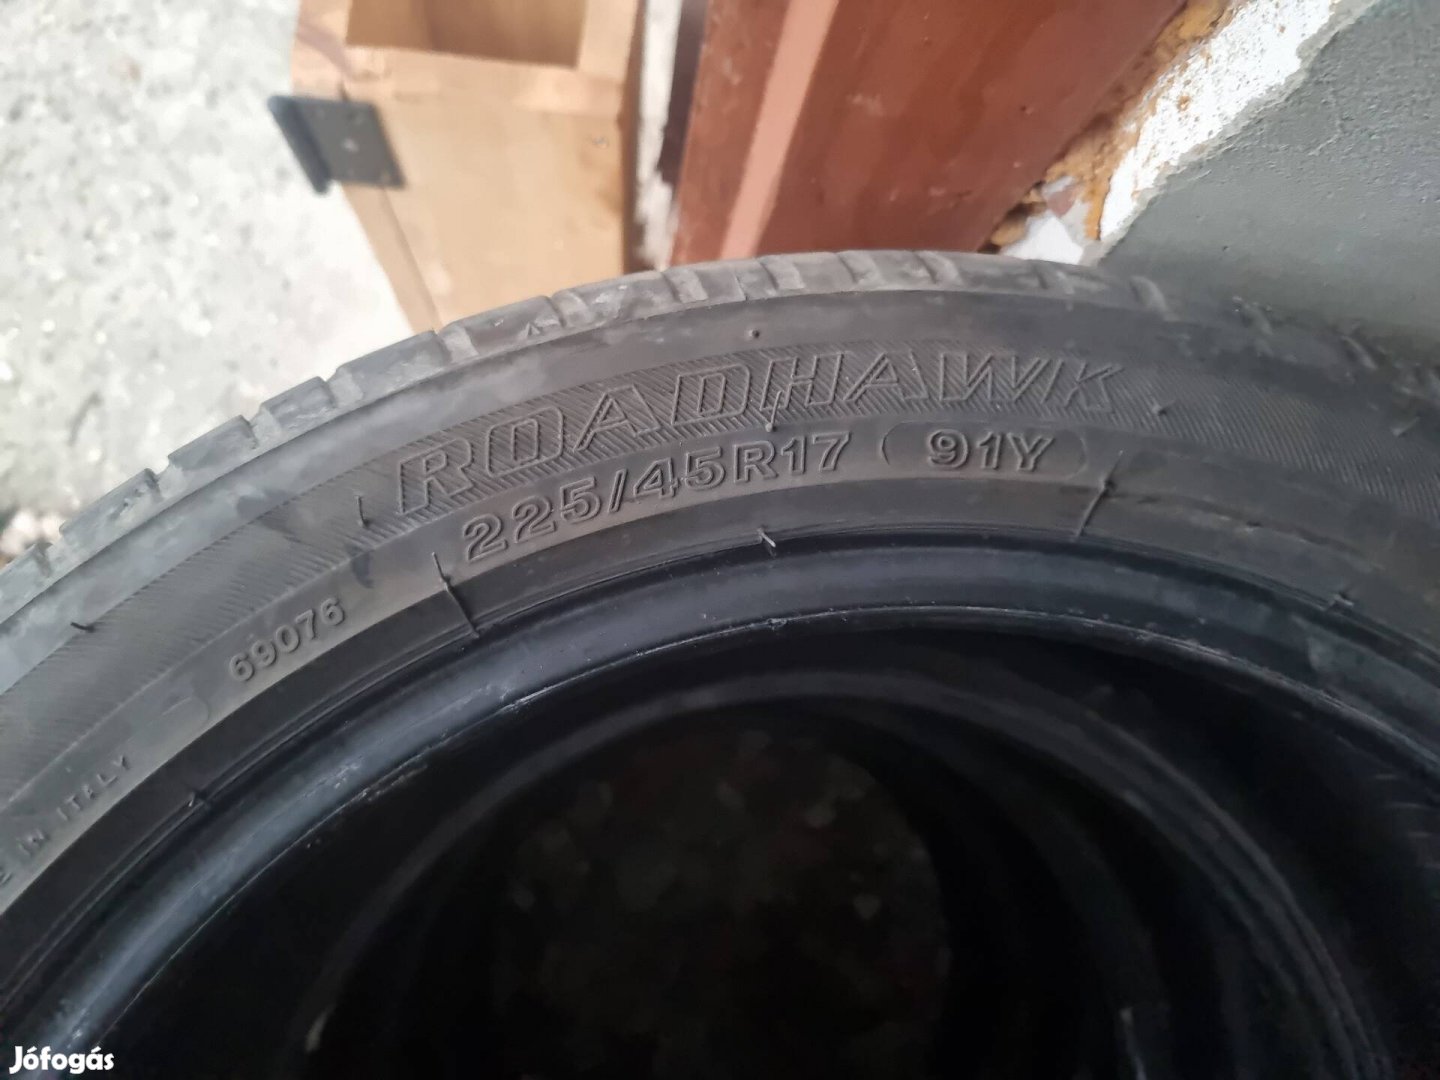 ROADHAWK
225/45R17 91Y
69076
IN ITALY
Jófogás